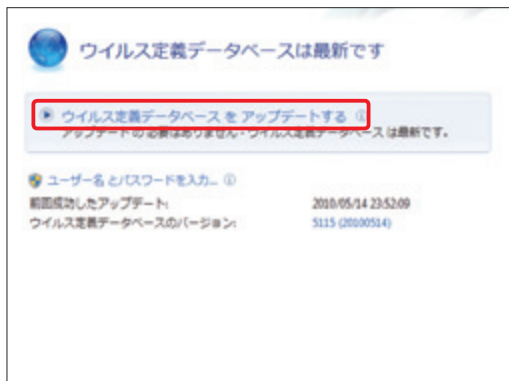 ウイルス定義データベースは最新です
ウイルス定義データベース を アップデートする
アップデートの必要はありません - ウイルス定義データベース は最新です。
ユーザー名 とパスワードを入力...
前回成功したアップデート: 2010/05/14 23:52:09
ウイルス定義データベースのバージョン: 5115 (20100514)